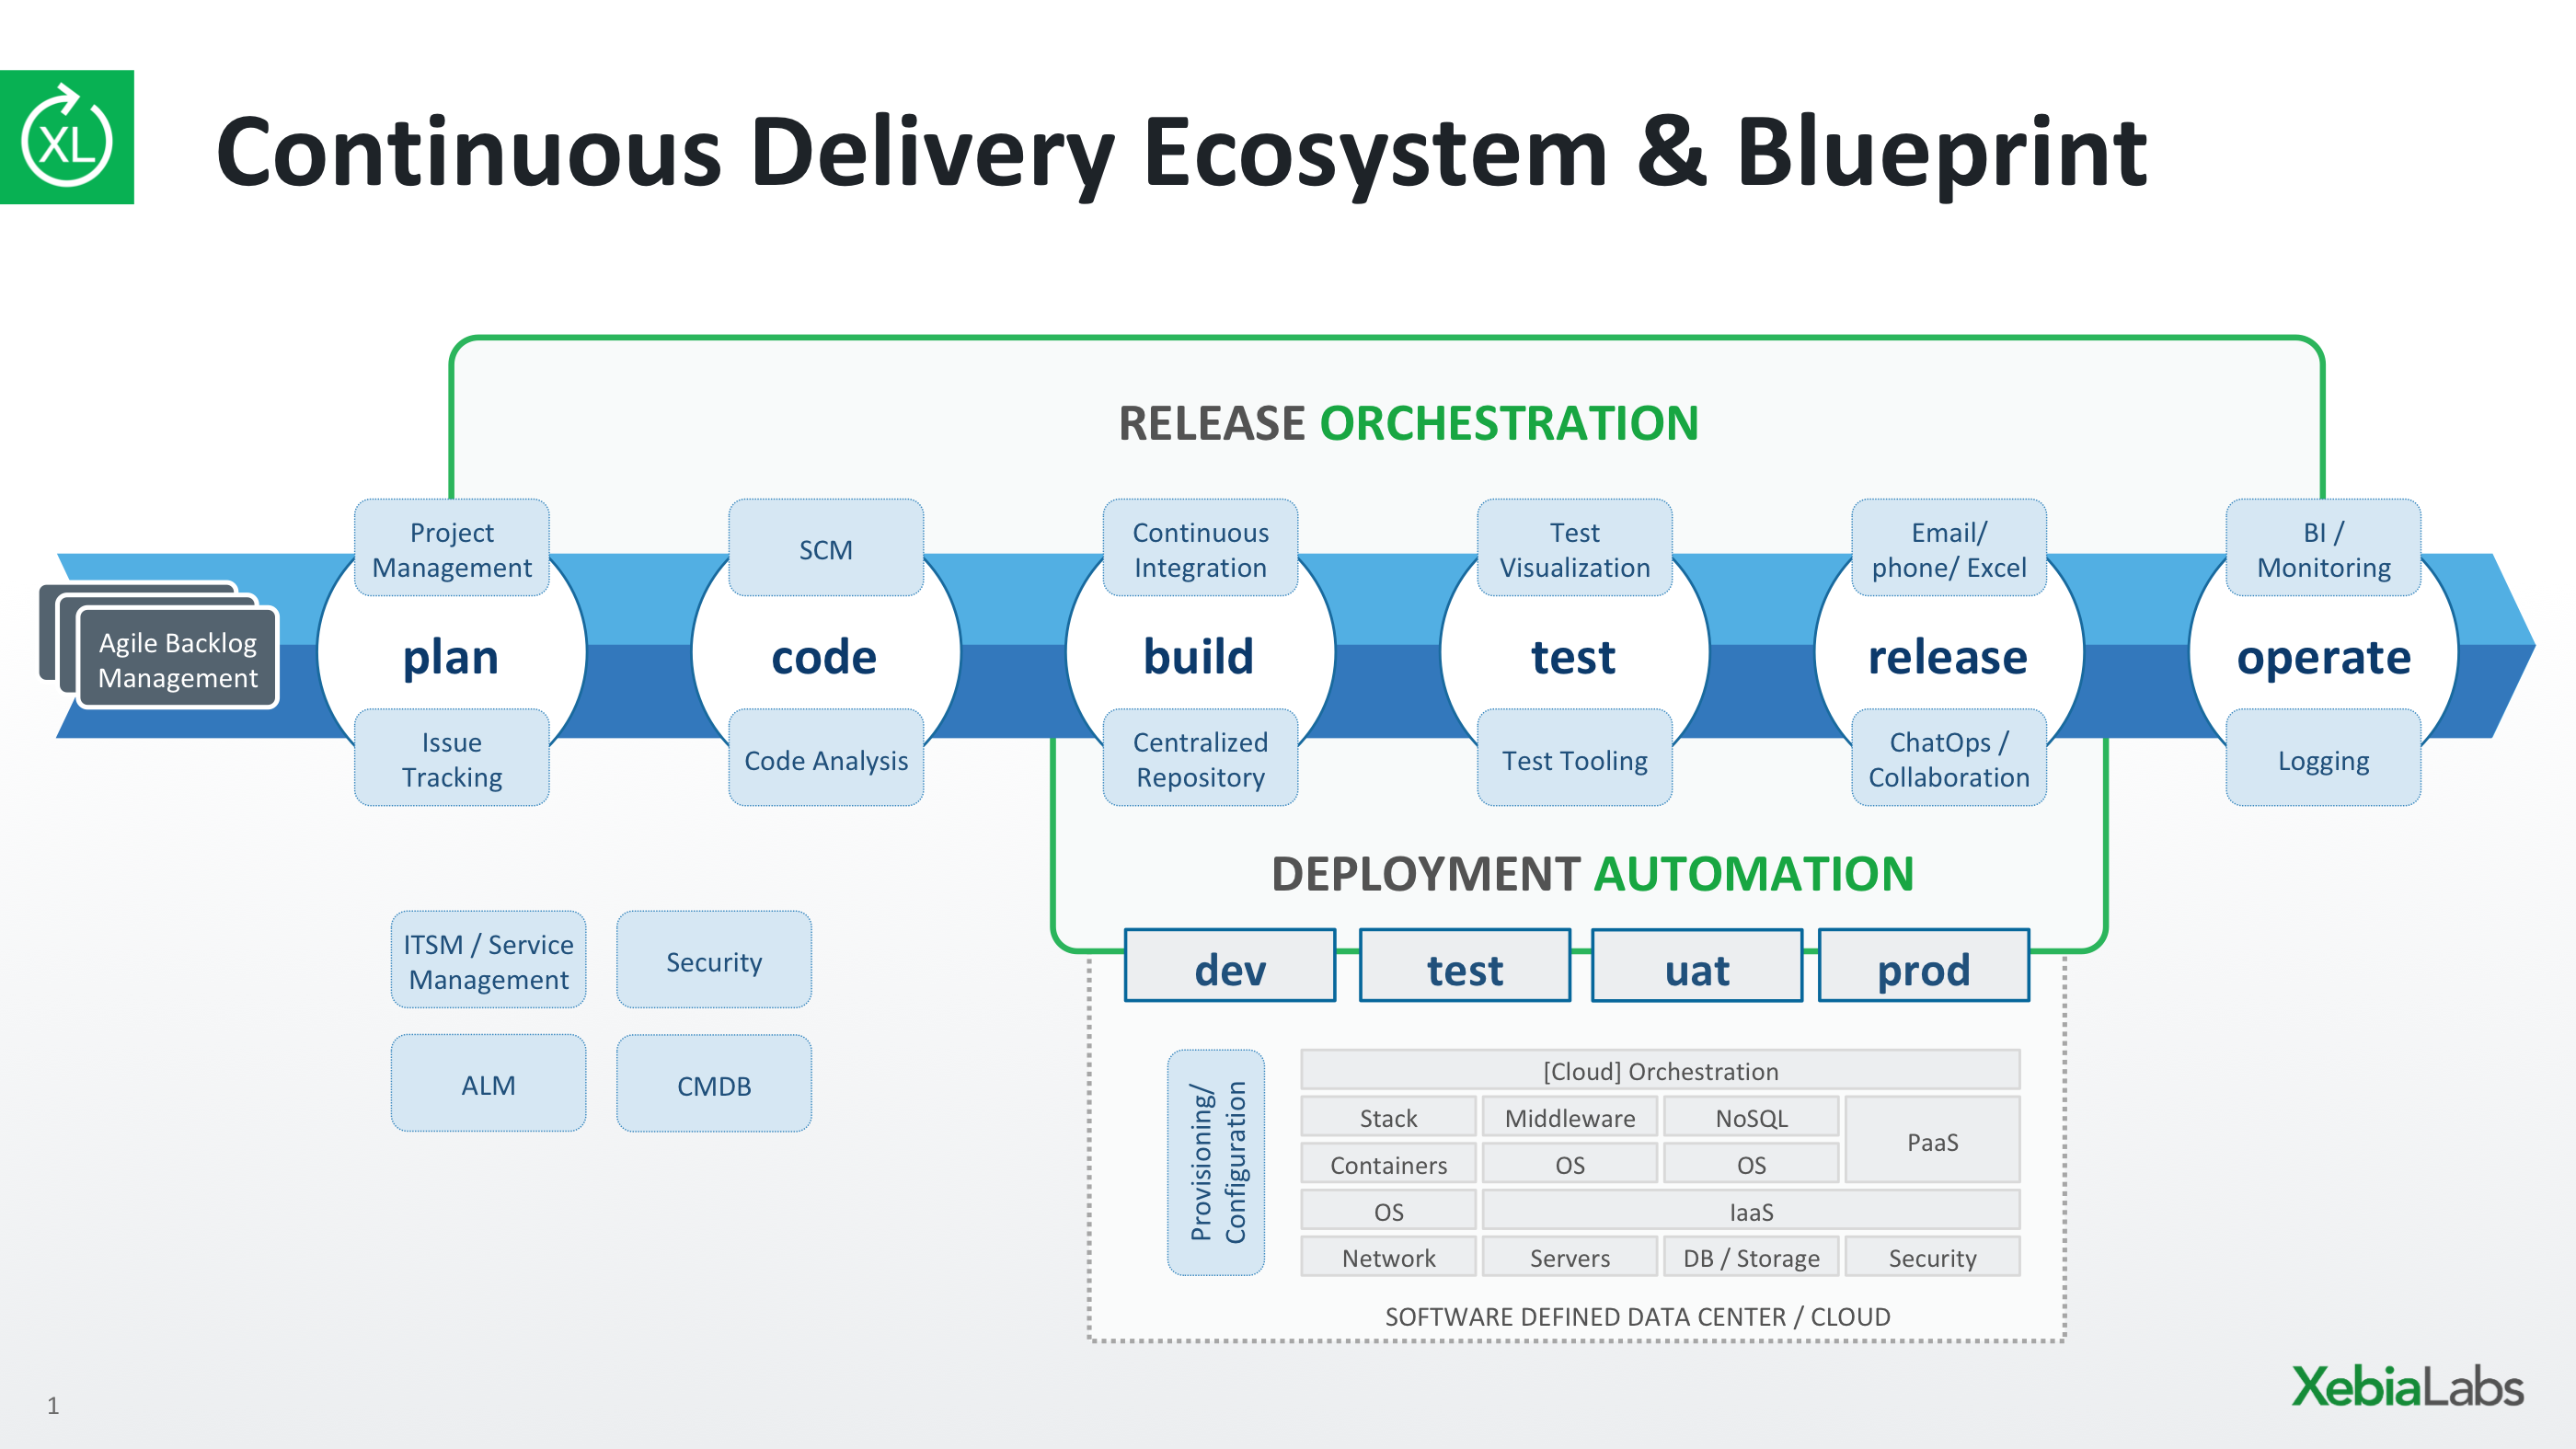 XL
Continuous Delivery Ecosystem & Blueprint
RELEASE ORCHESTRATION
Project
Management
SCM
Continuous
Integration
Test
Visualization
Email/
phone/ Excel
BI /
Monitoring
Agile Backlog
Management
plan
code
build
test
release
operate
Issue
Tracking
Code Analysis
Centralized
Repository
Test Tooling
ChatOps /
Collaboration
Logging
DEPLOYMENT AUTOMATION
ITSM / Service
Management
Security
ALM
CMDB
dev
test
uat
prod
Provisioning/
Configuration
[Cloud] Orchestration
Stack
Middleware
NoSQL
PaaS
Containers
OS
OS
OS
IaaS
Network
Servers
DB / Storage
Security
SOFTWARE DEFINED DATA CENTER / CLOUD
1
XebiaLabs